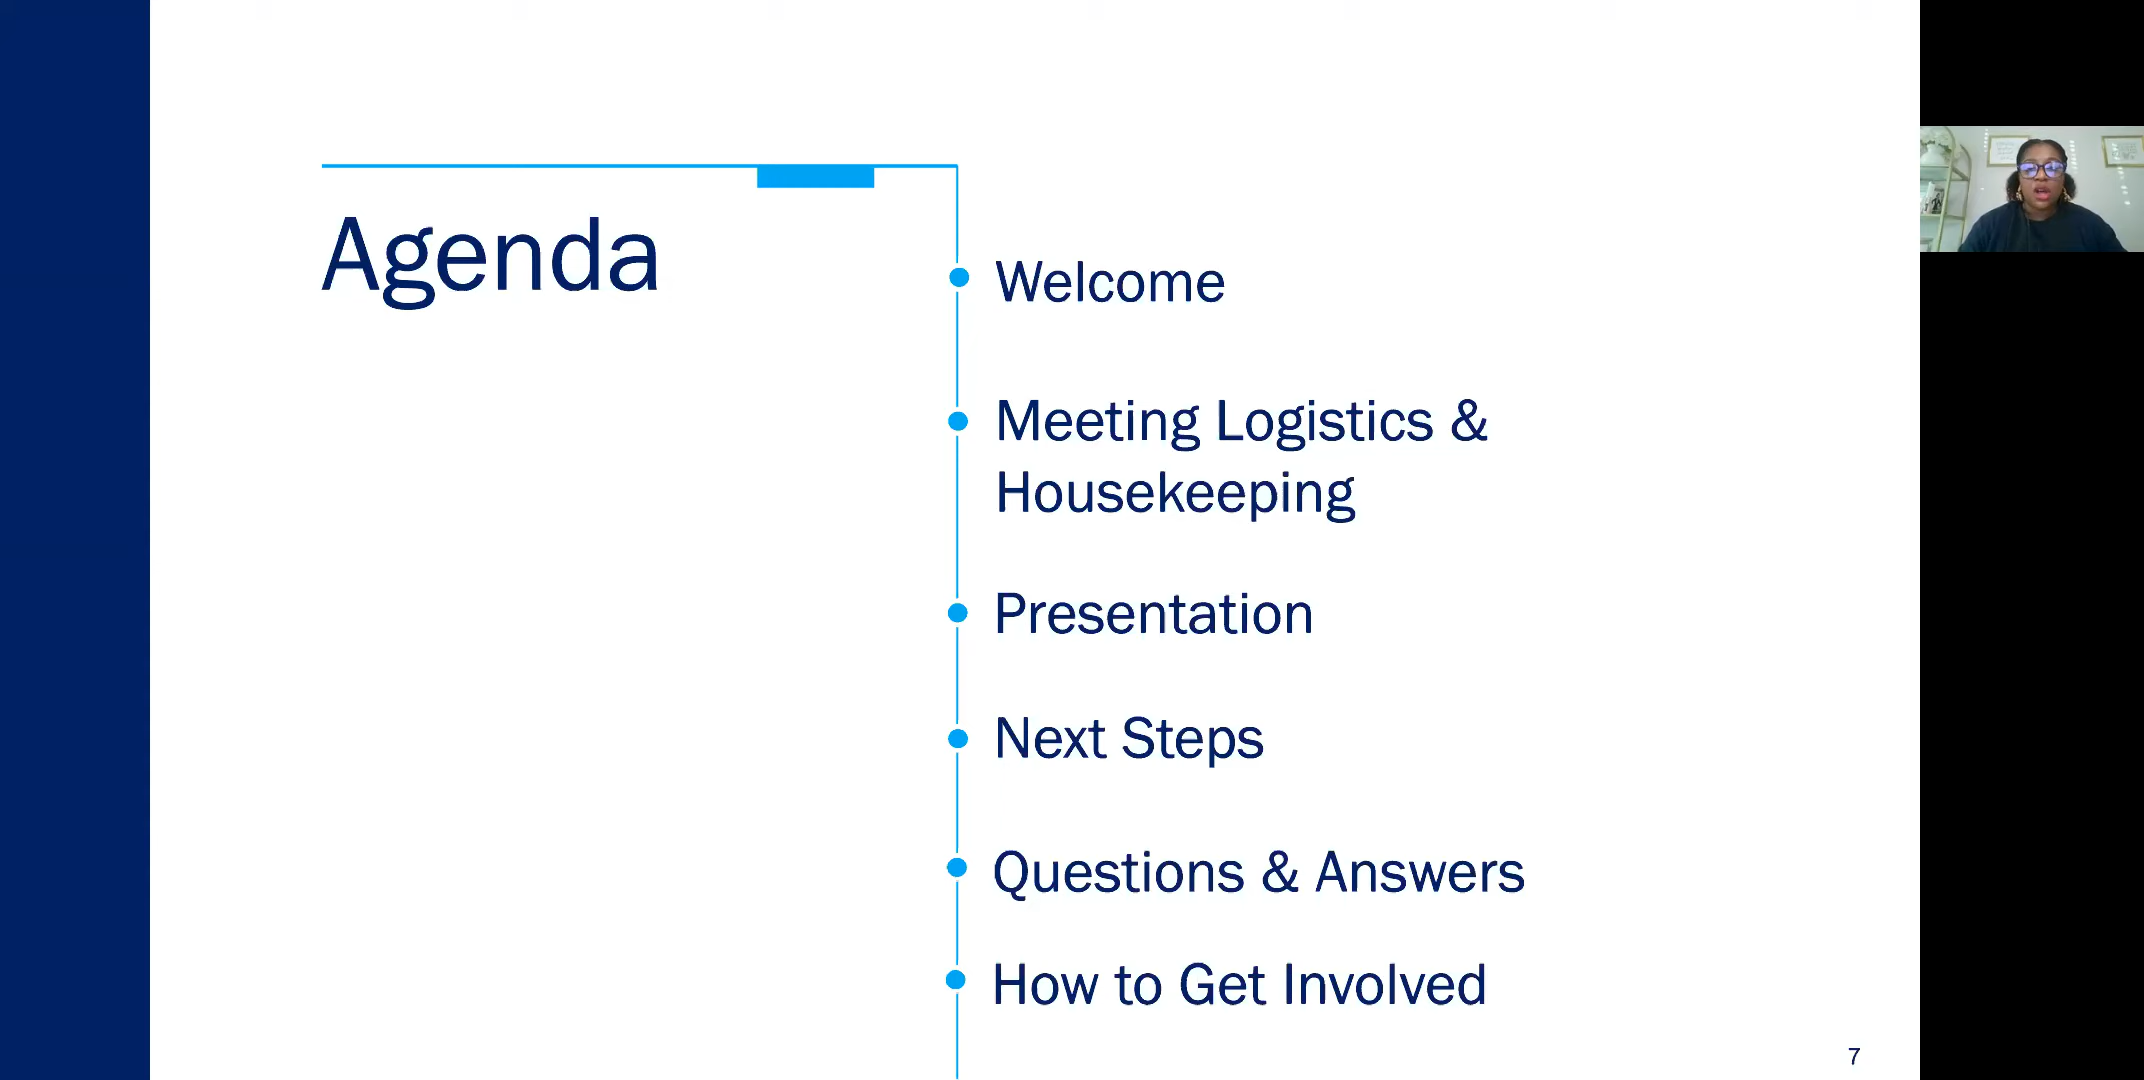 Agenda
Welcome
Meeting Logistics &
Housekeeping
Presentation
Next Steps
Questions & Answers
How to Get Involved
7